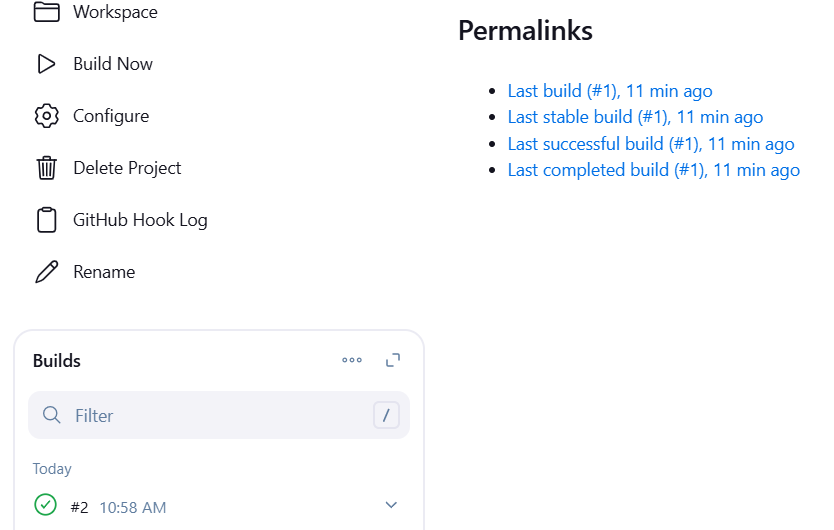 Workspace
Build Now
Configure
Delete Project
GitHub Hook Log
Rename
Builds
Filter /
Today
#2 10:58 AM
Permalinks
Last build (#1), 11 min ago
Last stable build (#1), 11 min ago
Last successful build (#1), 11 min ago
Last completed build (#1), 11 min ago